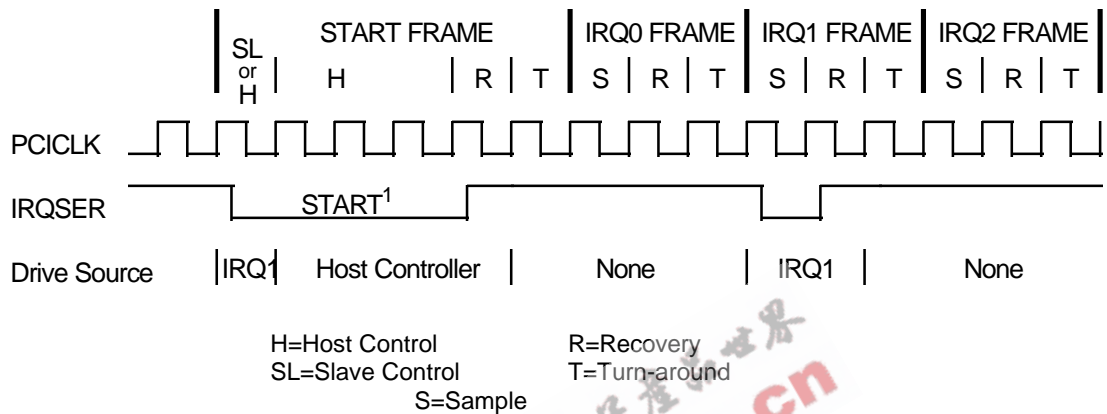 SL
or
H
START FRAME
H
R
T
IRQ0 FRAME
S
R
T
IRQ1 FRAME
S
R
T
IRQ2 FRAME
S
R
T
PCICLK
IRQSER
START1
Drive Source
IRQ1
Host Controller
None
IRQ1
None
H=Host Control
R=Recovery
SL=Slave Control
T=Turn-around
S=Sample
.cn